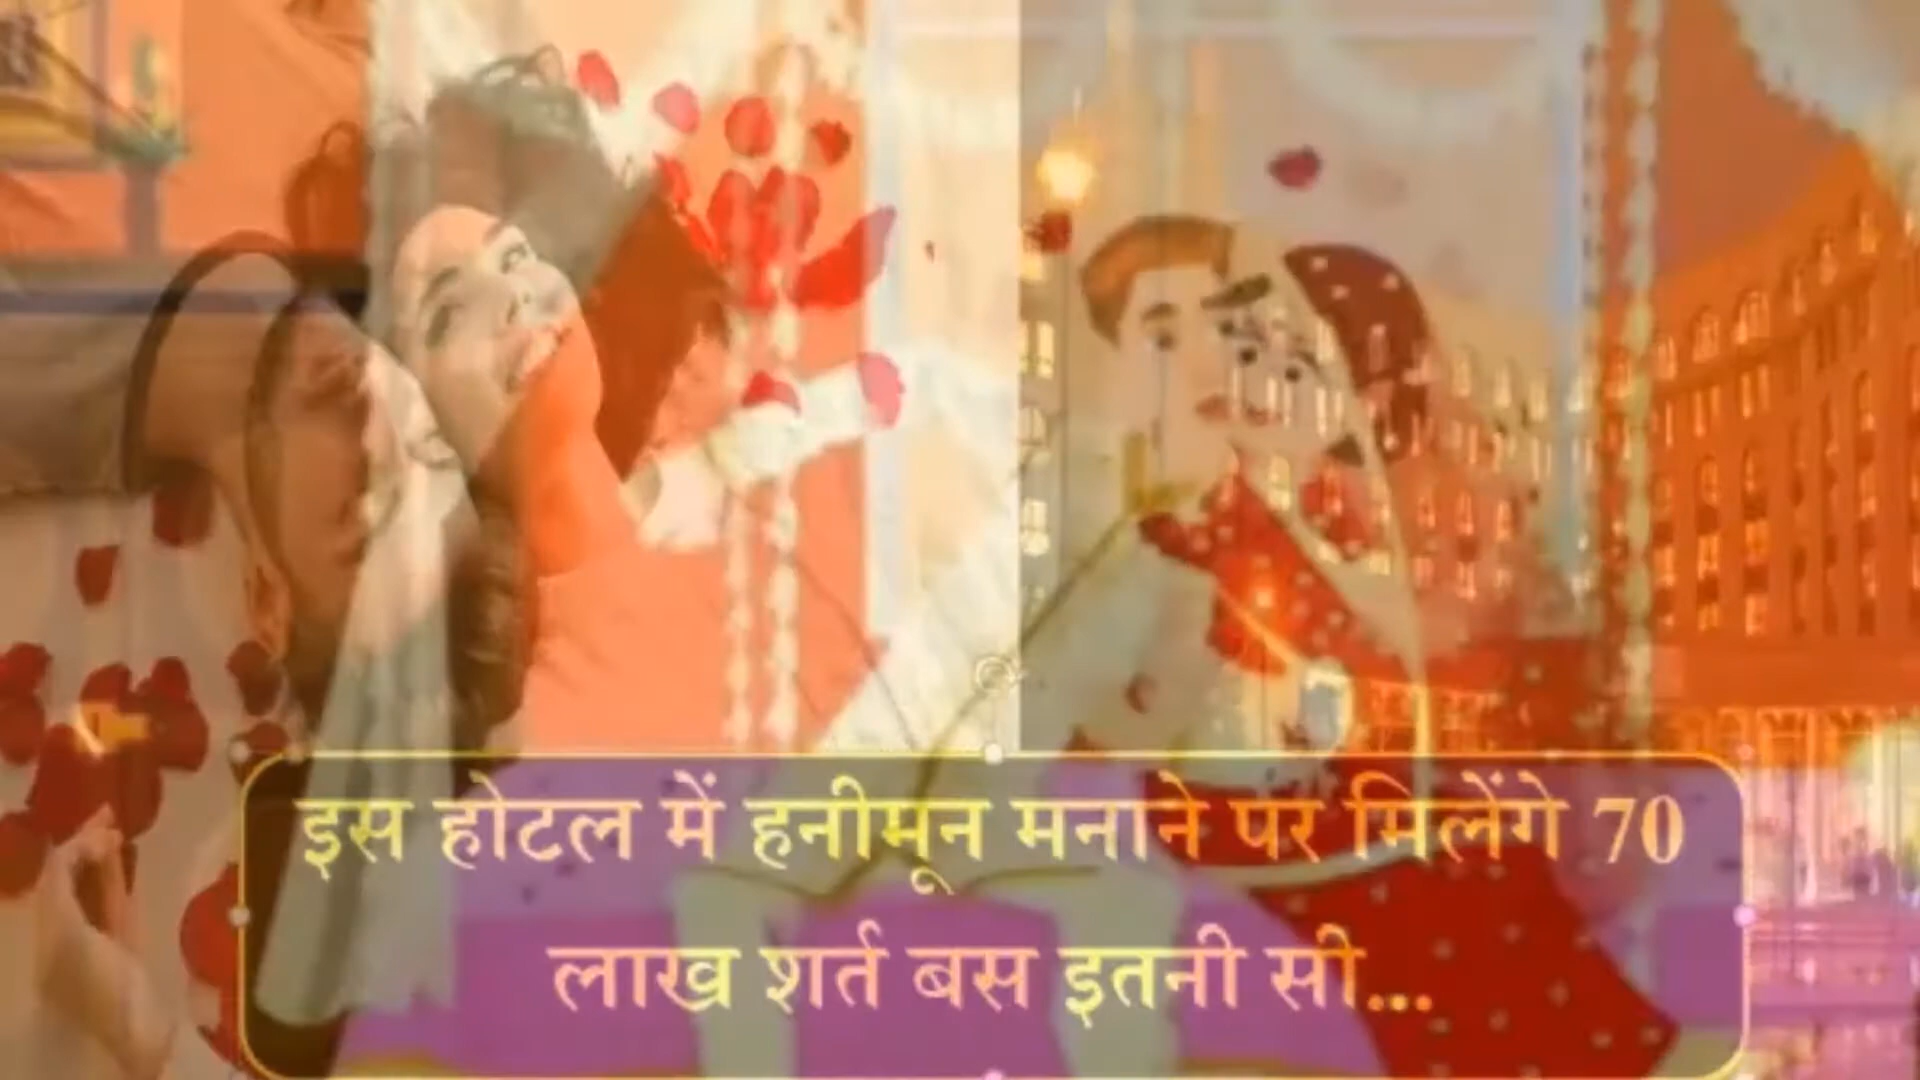 इस होटल में हनीमून मनाने पर मिलेंगे 70
लाख शर्त बस इतनी सी...